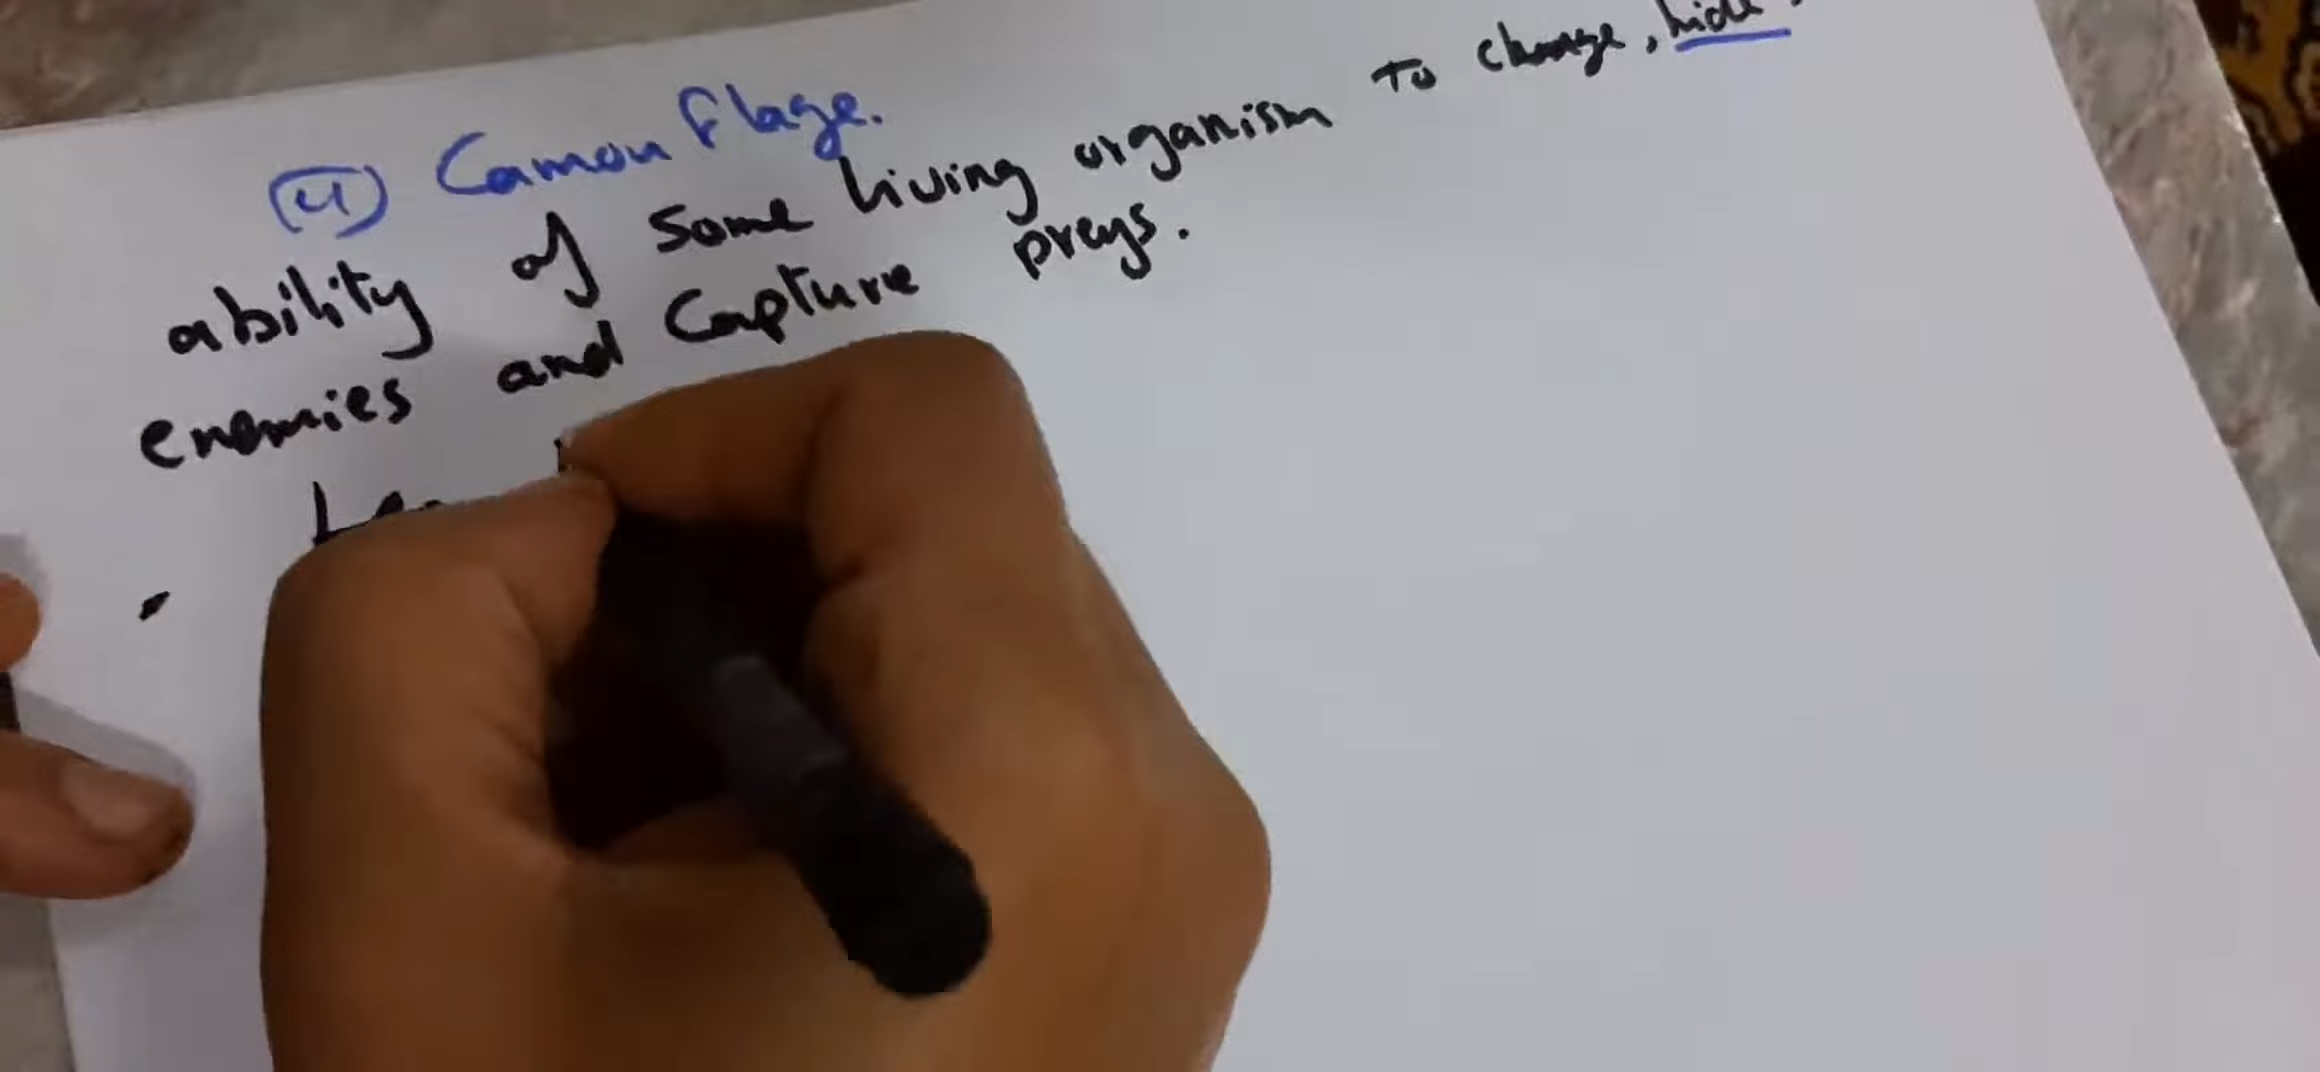 (4) Camouflage.
ability of some living organism to change, hide
enemies and capture preys.